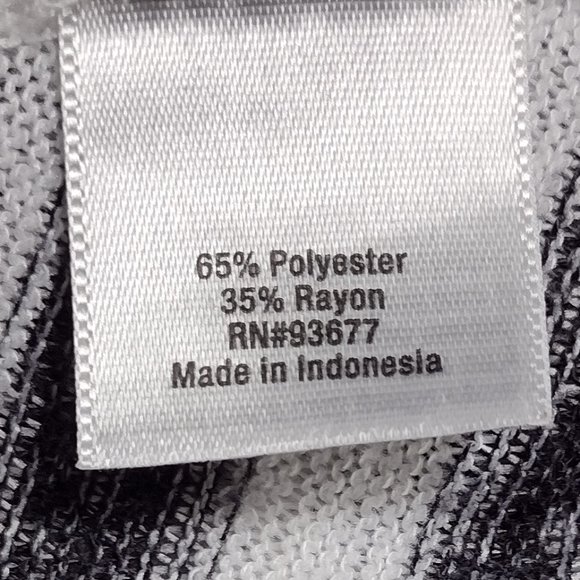 65% Polyester
35% Rayon
RN#93677
Made in Indonesia